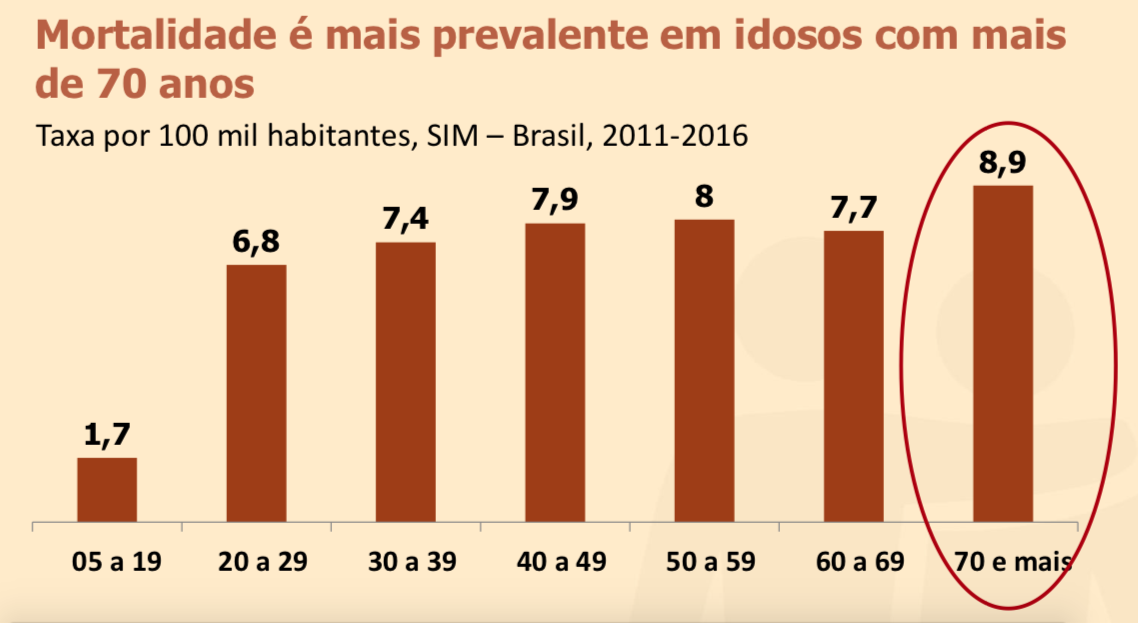 Mortalidade é mais prevalente em idosos com mais
de 70 anos
Taxa por 100 mil habitantes, SIM – Brasil, 2011-2016
1,7
6,8
7,4
7,9
8
7,7
8,9
05 a 19
20 a 29
30 a 39
40 a 49
50 a 59
60 a 69
70 e mais